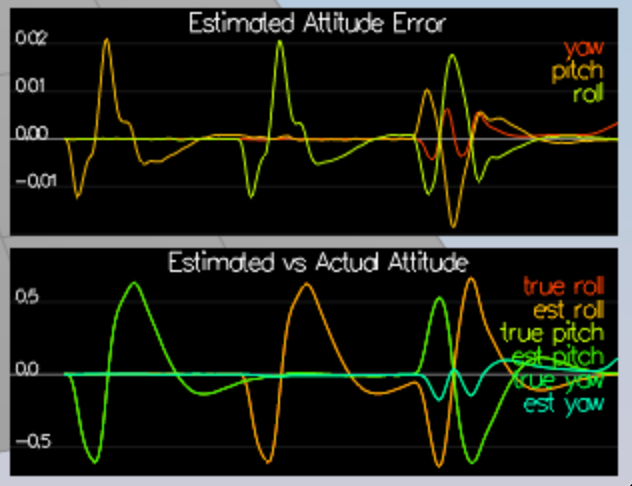 Estimated Attitude Error
0.02
yaw
pitch
0.01
roll
0.00
-0.01
Estimated vs Actual Attitude
true roll
0.5
est roll
true pitch
est pitch
0.0
true yaw
est yaw
-0.5